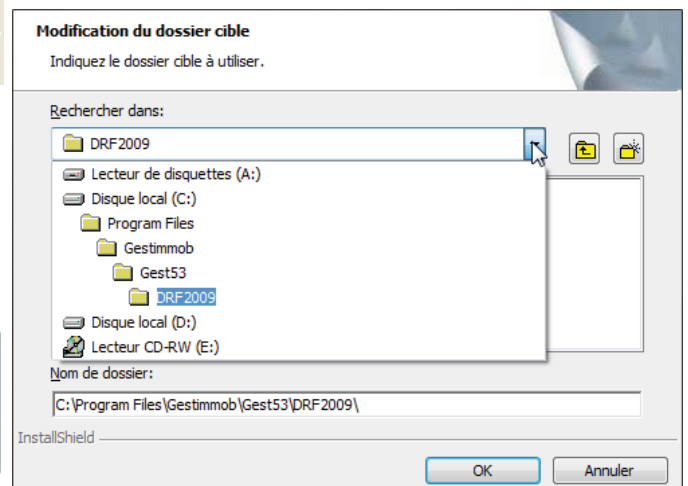 Modification du dossier cible
Indiquez le dossier cible à utiliser.
Rechercher dans:
DRF2009
Lecteur de disquettes (A:)
Disque local (C:)
Program Files
Gestimmob
Gest53
DRF2009
Disque local (D:)
Lecteur CD-RW (E:)
Nom de dossier:
C:\Program Files\Gestimmob\Gest53\DRF2009\
InstallShield
OK
Annuler